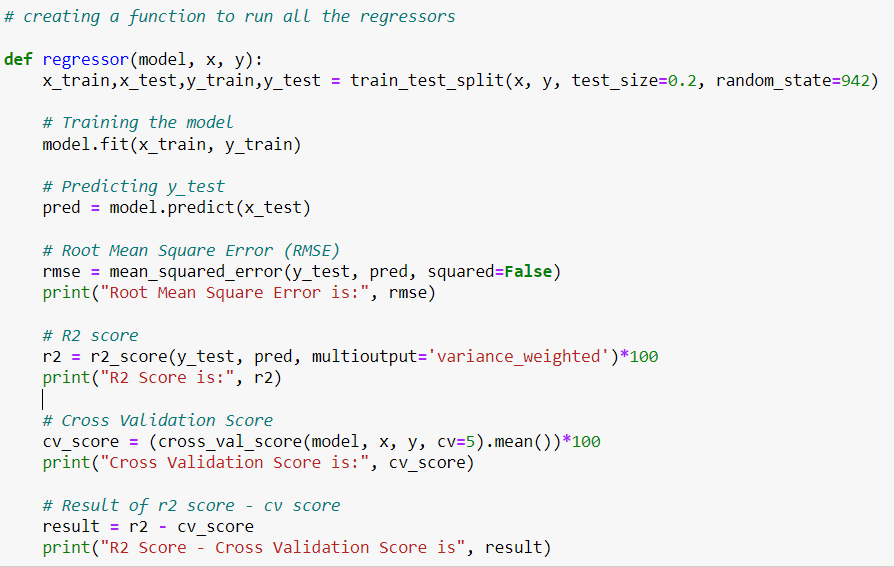 # creating a function to run all the regressors
def regressor(model, x, y):
    x_train,x_test,y_train,y_test = train_test_split(x, y, test_size=0.2, random_state=942)
    # Training the model
    model.fit(x_train, y_train)
    # Predicting y_test
    pred = model.predict(x_test)
    # Root Mean Square Error (RMSE)
    rmse = mean_squared_error(y_test, pred, squared=False)
    print("Root Mean Square Error is:", rmse)
    # R2 score
    r2 = r2_score(y_test, pred, multioutput='variance_weighted')*100
    print("R2 Score is:", r2)
    # Cross Validation Score
    cv_score = (cross_val_score(model, x, y, cv=5).mean())*100
    print("Cross Validation Score is:", cv_score)
    # Result of r2 score - cv score
    result = r2 - cv_score
    print("R2 Score - Cross Validation Score is", result)